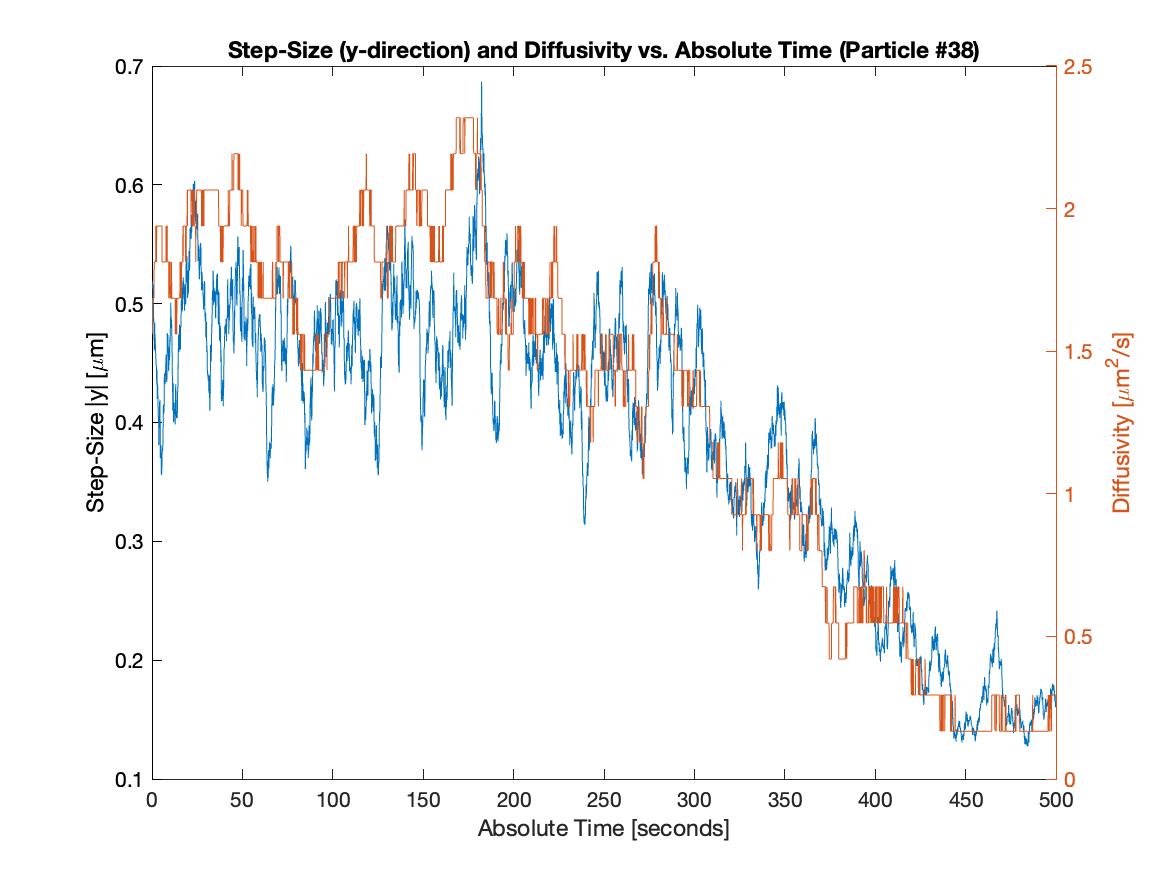 Step-Size (y-direction) and Diffusivity vs. Absolute Time (Particle #38)
0.7
0.6
0.5
0.4
0.3
0.2
0.1
Step-Size |y| [μm]
2.5
2
1.5
1
0.5
0
Diffusivity [μm²/s]
0 50 100 150 200 250 300 350 400 450 500
Absolute Time [seconds]